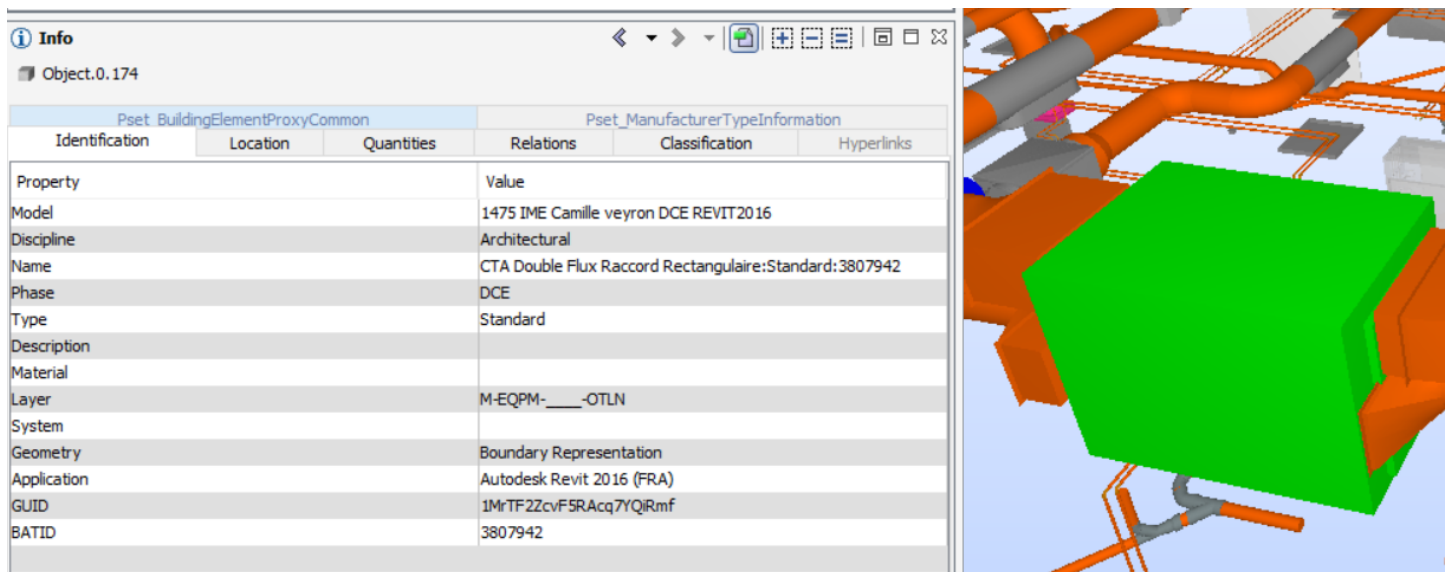 Info
Object.0.174
Pset_BuildingElementProxyCommon Pset_ManufacturerTypeInformation
Identification Location Quantities Relations Classification Hyperlinks
Property Value
Model 1475 IME Camille veyron DCE REVIT2016
Discipline Architectural
Name CTA Double Flux Raccord Rectangulaire:Standard:3807942
Phase DCE
Type Standard
Description
Material
Layer M-EQPM-____-OTLN
System
Geometry Boundary Representation
Application Autodesk Revit 2016 (FRA)
GUID 1MrTF2ZcvF5RAcq7YQiRmf
BATID 3807942